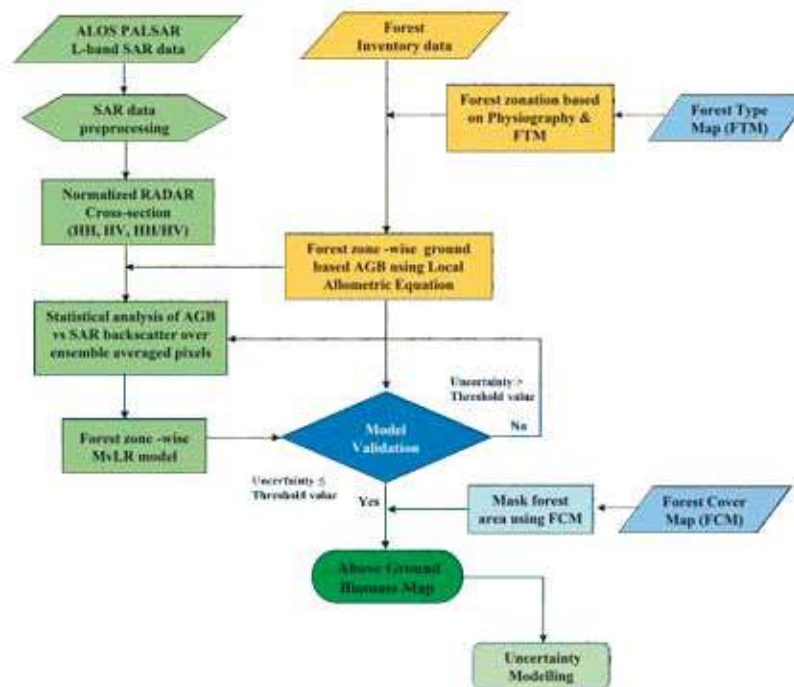 ALOS PALSAR
L-band SAR data
Forest
Inventory data
SAR data
preprocessing
Forest zonation based
on Physiography &
FTM
Forest Type
Map (FTM)
Normalized RADAR
Cross-section
(HH, HV, HH/HV)
Forest zone -wise ground
based AGB using Local
Allometric Equation
Statistical analysis of AGB
vs SAR backscatter over
ensemble averaged pixels
Uncertainty >
Threshold value
Forest zone -wise
MvLR model
Model
Validation
No
Uncertainty ≤
Threshold value
Yes
Mask forest
area using FCM
Forest Cover
Map (FCM)
Above Ground
Biomass Map
Uncertainty
Modelling